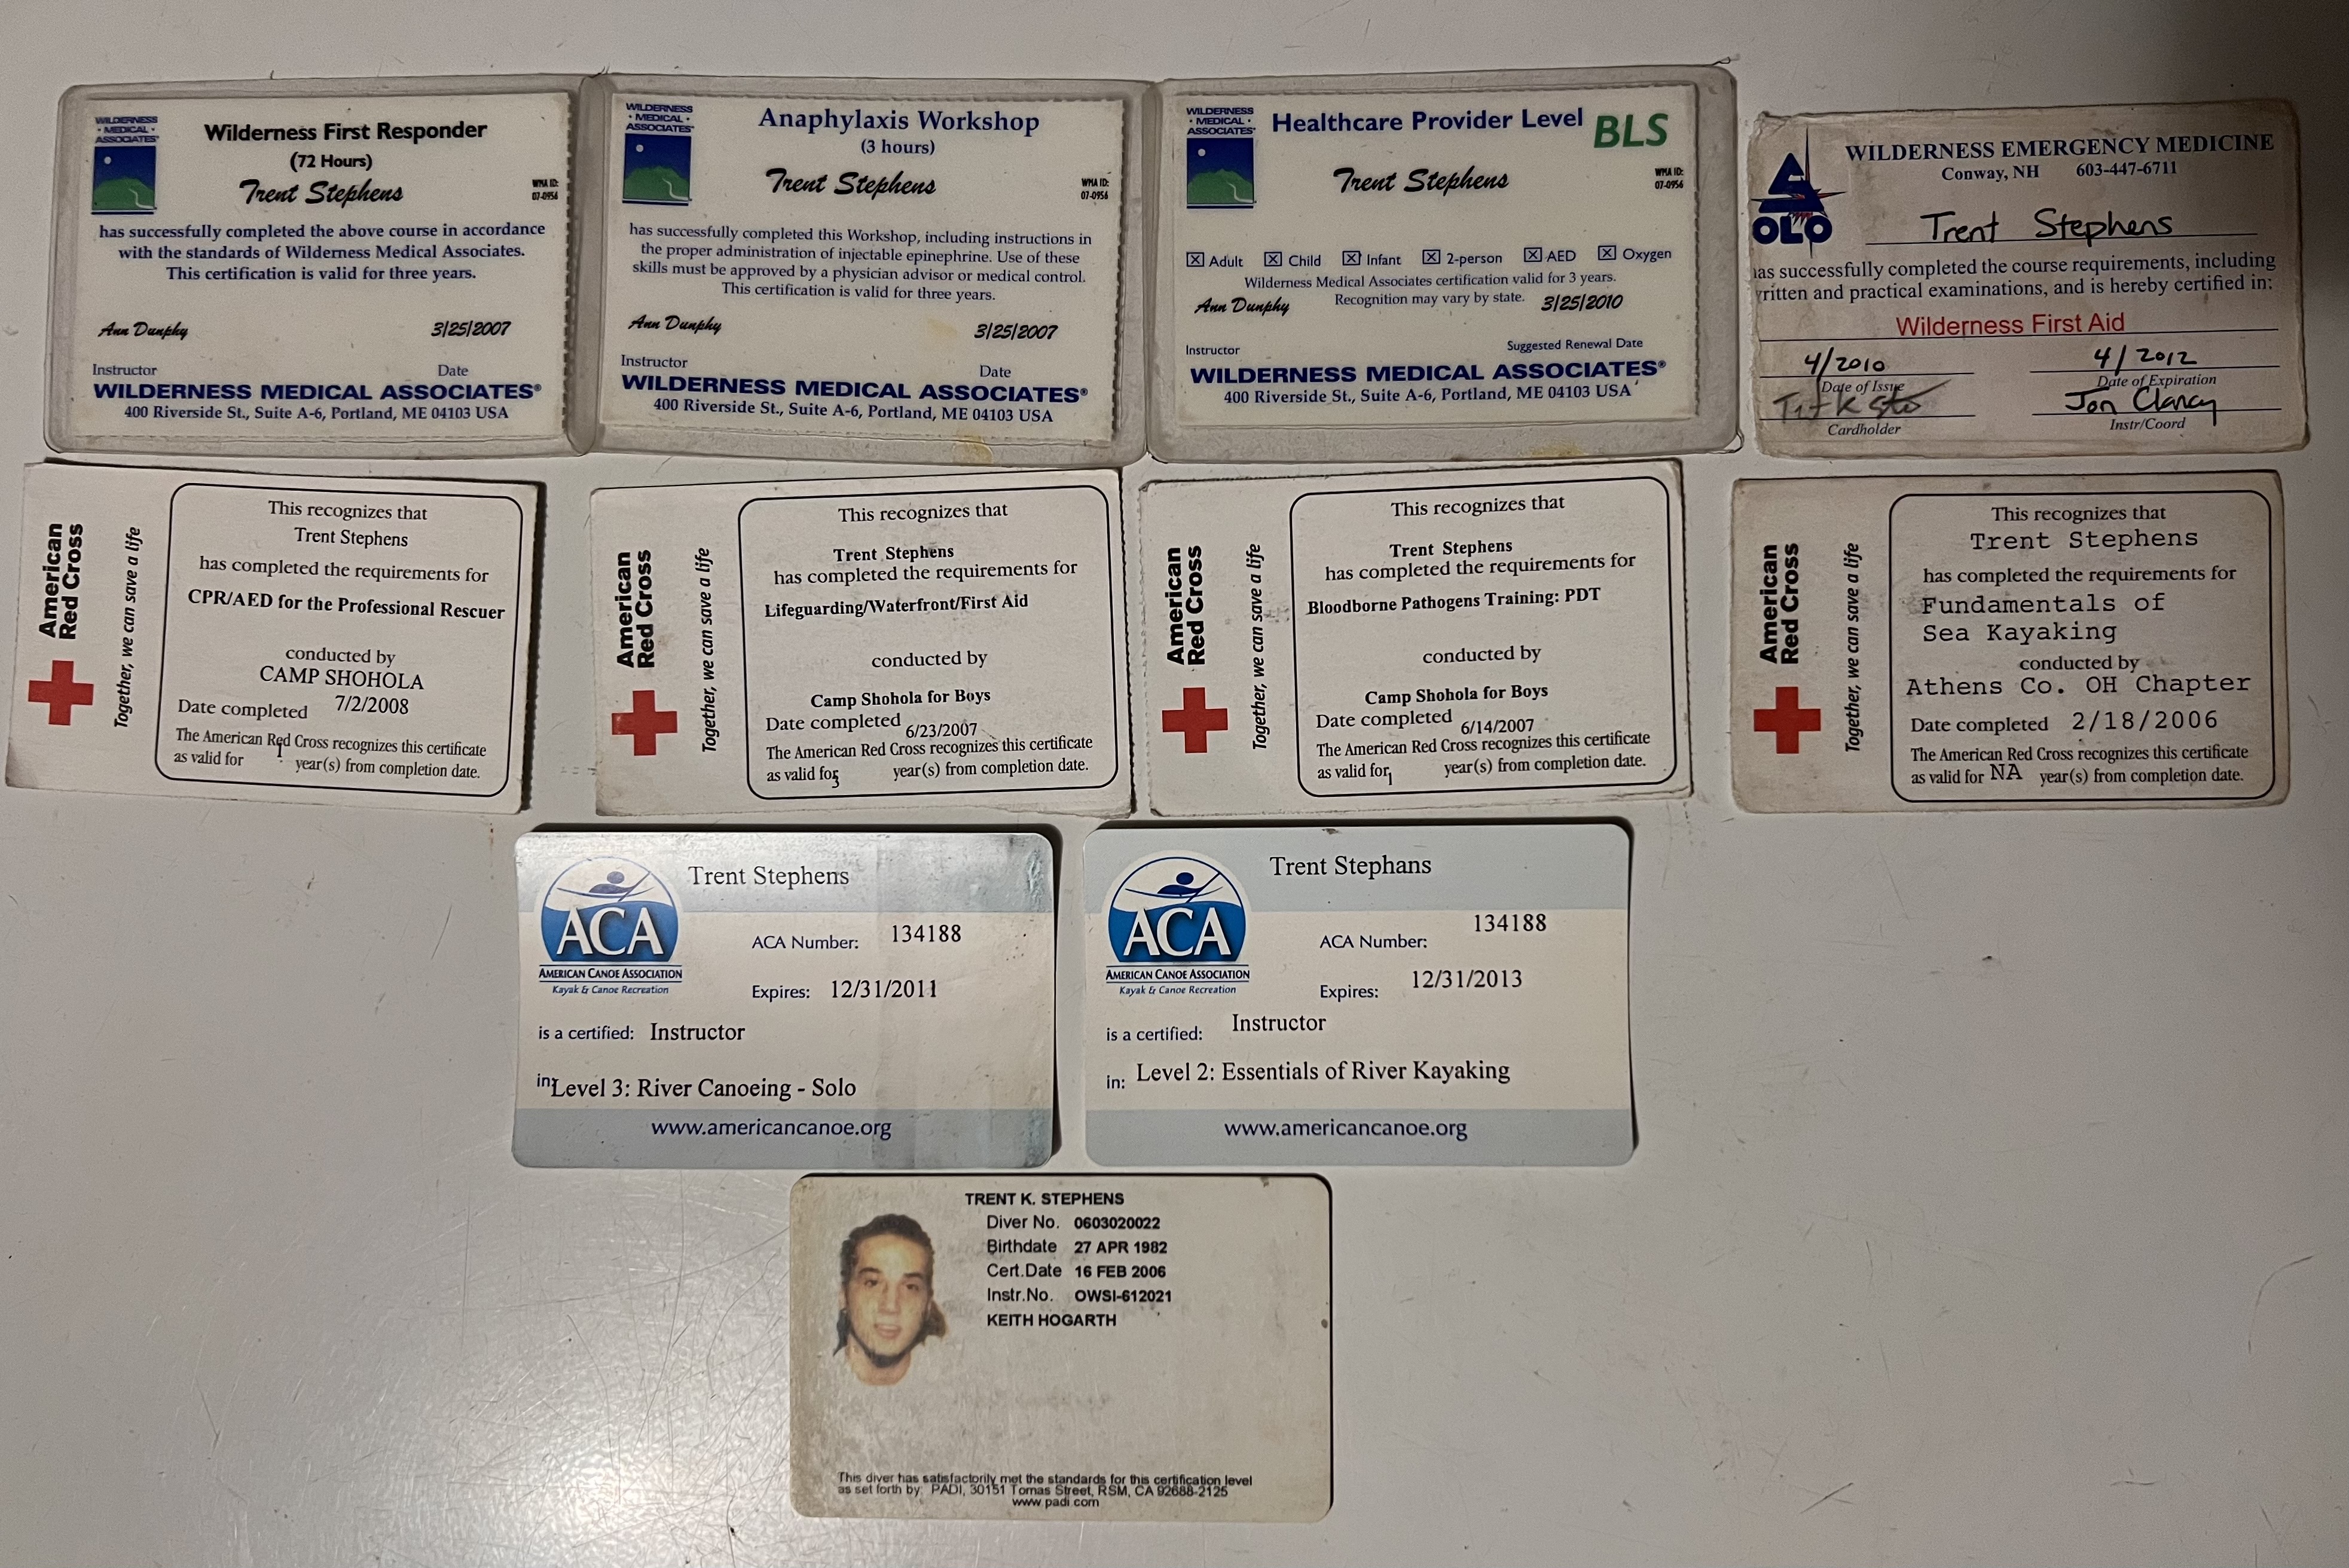 WILDERNESS
• MEDICAL •
ASSOCIATES®
Wilderness First Responder
(72 Hours)
Trent Stephens
WMA ID:
07-0956
has successfully completed the above course in accordance
with the standards of Wilderness Medical Associates.
This certification is valid for three years.
Ann Dunphy 3/25/2007
Instructor Date
WILDERNESS MEDICAL ASSOCIATES®
400 Riverside St., Suite A-6, Portland, ME 04103 USA
WILDERNESS
• MEDICAL •
ASSOCIATES®
Anaphylaxis Workshop
(3 hours)
Trent Stephens
WMA ID:
07-0956
has successfully completed this Workshop, including instructions in
the proper administration of injectable epinephrine. Use of these
skills must be approved by a physician advisor or medical control.
This certification is valid for three years.
Ann Dunphy 3/25/2007
Instructor Date
WILDERNESS MEDICAL ASSOCIATES®
400 Riverside St., Suite A-6, Portland, ME 04103 USA
WILDERNESS
• MEDICAL •
ASSOCIATES®
Healthcare Provider Level BLS
Trent Stephens
WMA ID:
07-0956
☒ Adult ☒ Child ☒ Infant ☒ 2-person ☒ AED ☒ Oxygen
Wilderness Medical Associates certification valid for 3 years.
Ann Dunphy Recognition may vary by state. 3/25/2010
Instructor Suggested Renewal Date
WILDERNESS MEDICAL ASSOCIATES®
400 Riverside St., Suite A-6, Portland, ME 04103 USA
SOLO
WILDERNESS EMERGENCY MEDICINE
Conway, NH 603-447-6711
Trent Stephens
has successfully completed the course requirements, including
written and practical examinations, and is hereby certified in:
Wilderness First Aid
4/2010 4/2012
Date of Issue Date of Expiration
Jon Clancy
Cardholder Instr/Coord
American
Red Cross
Together, we can save a life
This recognizes that
Trent Stephens
has completed the requirements for
CPR/AED for the Professional Rescuer
conducted by
CAMP SHOHOLA
Date completed 7/2/2008
The American Red Cross recognizes this certificate
as valid for 1 year(s) from completion date.
American
Red Cross
Together, we can save a life
This recognizes that
Trent Stephens
has completed the requirements for
Lifeguarding/Waterfront/First Aid
conducted by
Camp Shohola for Boys
Date completed 6/23/2007
The American Red Cross recognizes this certificate
as valid for 3 year(s) from completion date.
American
Red Cross
Together, we can save a life
This recognizes that
Trent Stephens
has completed the requirements for
Bloodborne Pathogens Training: PDT
conducted by
Camp Shohola for Boys
Date completed 6/14/2007
The American Red Cross recognizes this certificate
as valid for 1 year(s) from completion date.
American
Red Cross
Together, we can save a life
This recognizes that
Trent Stephens
has completed the requirements for
Fundamentals of
Sea Kayaking
conducted by
Athens Co. OH Chapter
Date completed 2/18/2006
The American Red Cross recognizes this certificate
as valid for NA year(s) from completion date.
ACA
AMERICAN CANOE ASSOCIATION
Kayak & Canoe Recreation
Trent Stephens
ACA Number: 134188
Expires: 12/31/2011
is a certified: Instructor
in: Level 3: River Canoeing - Solo
www.americancanoe.org
ACA
AMERICAN CANOE ASSOCIATION
Kayak & Canoe Recreation
Trent Stephans
ACA Number: 134188
Expires: 12/31/2013
is a certified: Instructor
in: Level 2: Essentials of River Kayaking
www.americancanoe.org
TRENT K. STEPHENS
Diver No. 0603020022
Birthdate 27 APR 1982
Cert.Date 16 FEB 2006
Instr.No. OWSI-612021
KEITH HOGARTH
This diver has satisfactorily met the standards for this certification level
as set forth by: PADI, 30151 Tomas Street, RSM, CA 92688-2125
www.padi.com